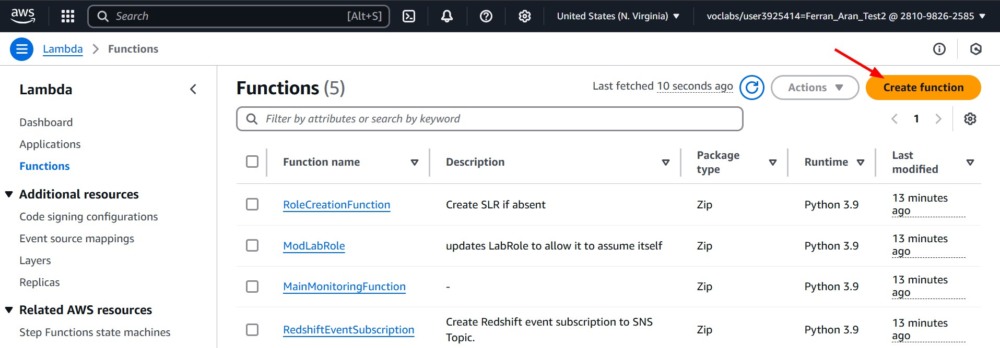 aws
Search [Alt+S] United States (N. Virginia) voclabs/user3925414=Ferran_Aran_Test2 @ 2810-9826-2585
Lambda Functions
Lambda
Dashboard
Applications
Functions
Additional resources
Code signing configurations
Event source mappings
Layers
Replicas
Related AWS resources
Step Functions state machines
Functions (5)
Last fetched 10 seconds ago
Actions
Create function
Filter by attributes or search by keyword
1
Function name Description Package type Runtime Last modified
RoleCreationFunction Create SLR if absent Zip Python 3.9 13 minutes ago
ModLabRole updates LabRole to allow it to assume itself Zip Python 3.9 13 minutes ago
MainMonitoringFunction - Zip Python 3.9 13 minutes ago
RedshiftEventSubscription Create Redshift event subscription to SNS Topic. Zip Python 3.9 13 minutes ago